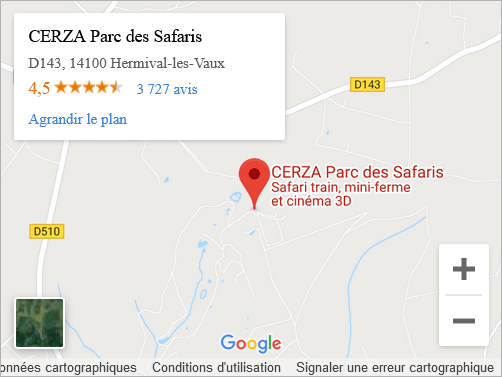 CERZA Parc des Safaris
D143, 14100 Hermival-les-Vaux
4,5 3 727 avis
Agrandir le plan
D143
CERZA Parc des Safaris
Safari train, mini-ferme
et cinéma 3D
D510
Google
onnées cartographiques Conditions d'utilisation Signaler une erreur cartographique